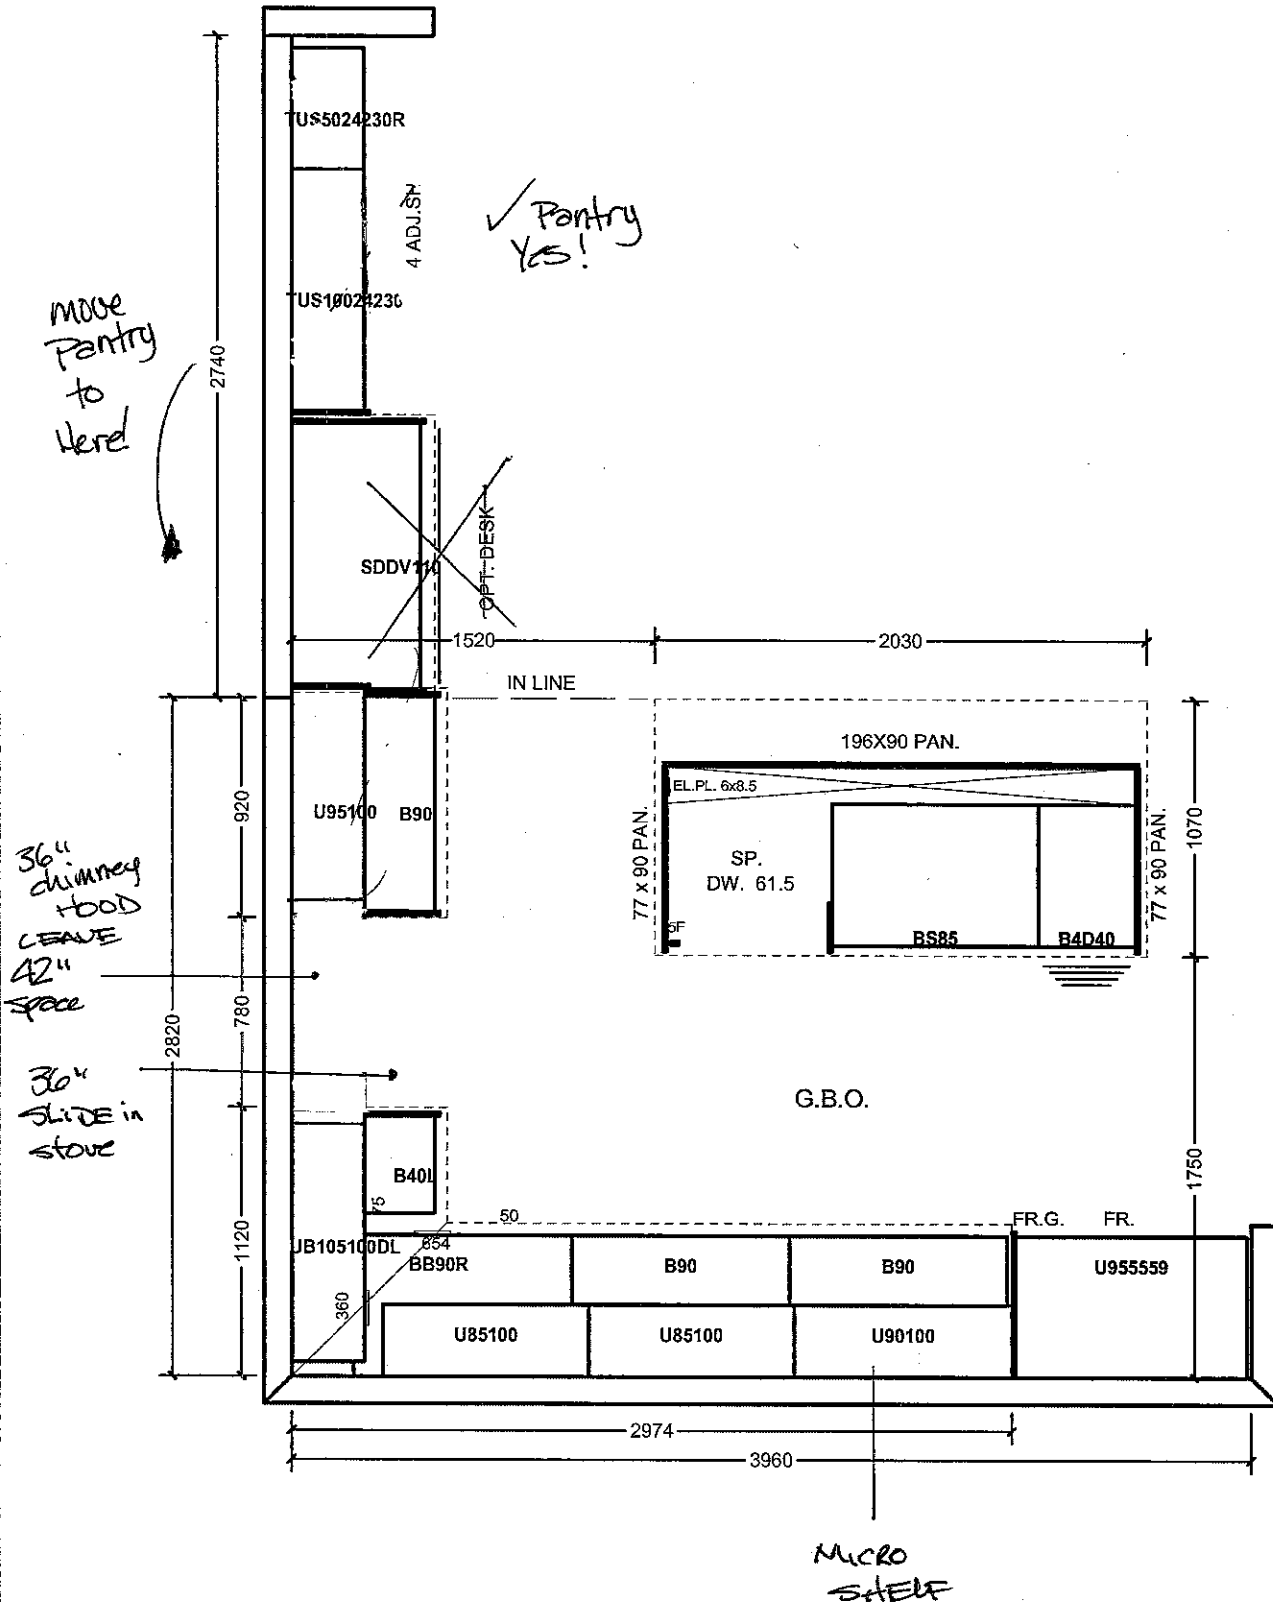 TUS5024230R
4 ADJ.SH
✓ Pantry
Yes!
TUS10024230
move
Pantry
to
Here!
2740
SDDV110
OPT. DESK
1520
2030
IN LINE
196X90 PAN.
EL.PL. 6x8.5
U95100
B90
920
SP.
DW. 61.5
77 x 90 PAN.
77 x 90 PAN.
1070
36"
chimney
HOOD
LEAVE
42"
space
5F
BS85
B4D40
2820
780
36"
SLiDE in
stove
G.B.O.
B40L
75
1750
1120
50
FR.G.
FR.
UB105100DL
654
BB90R
B90
B90
U955559
360
U85100
U85100
U90100
2974
3960
MICRO
SHELF